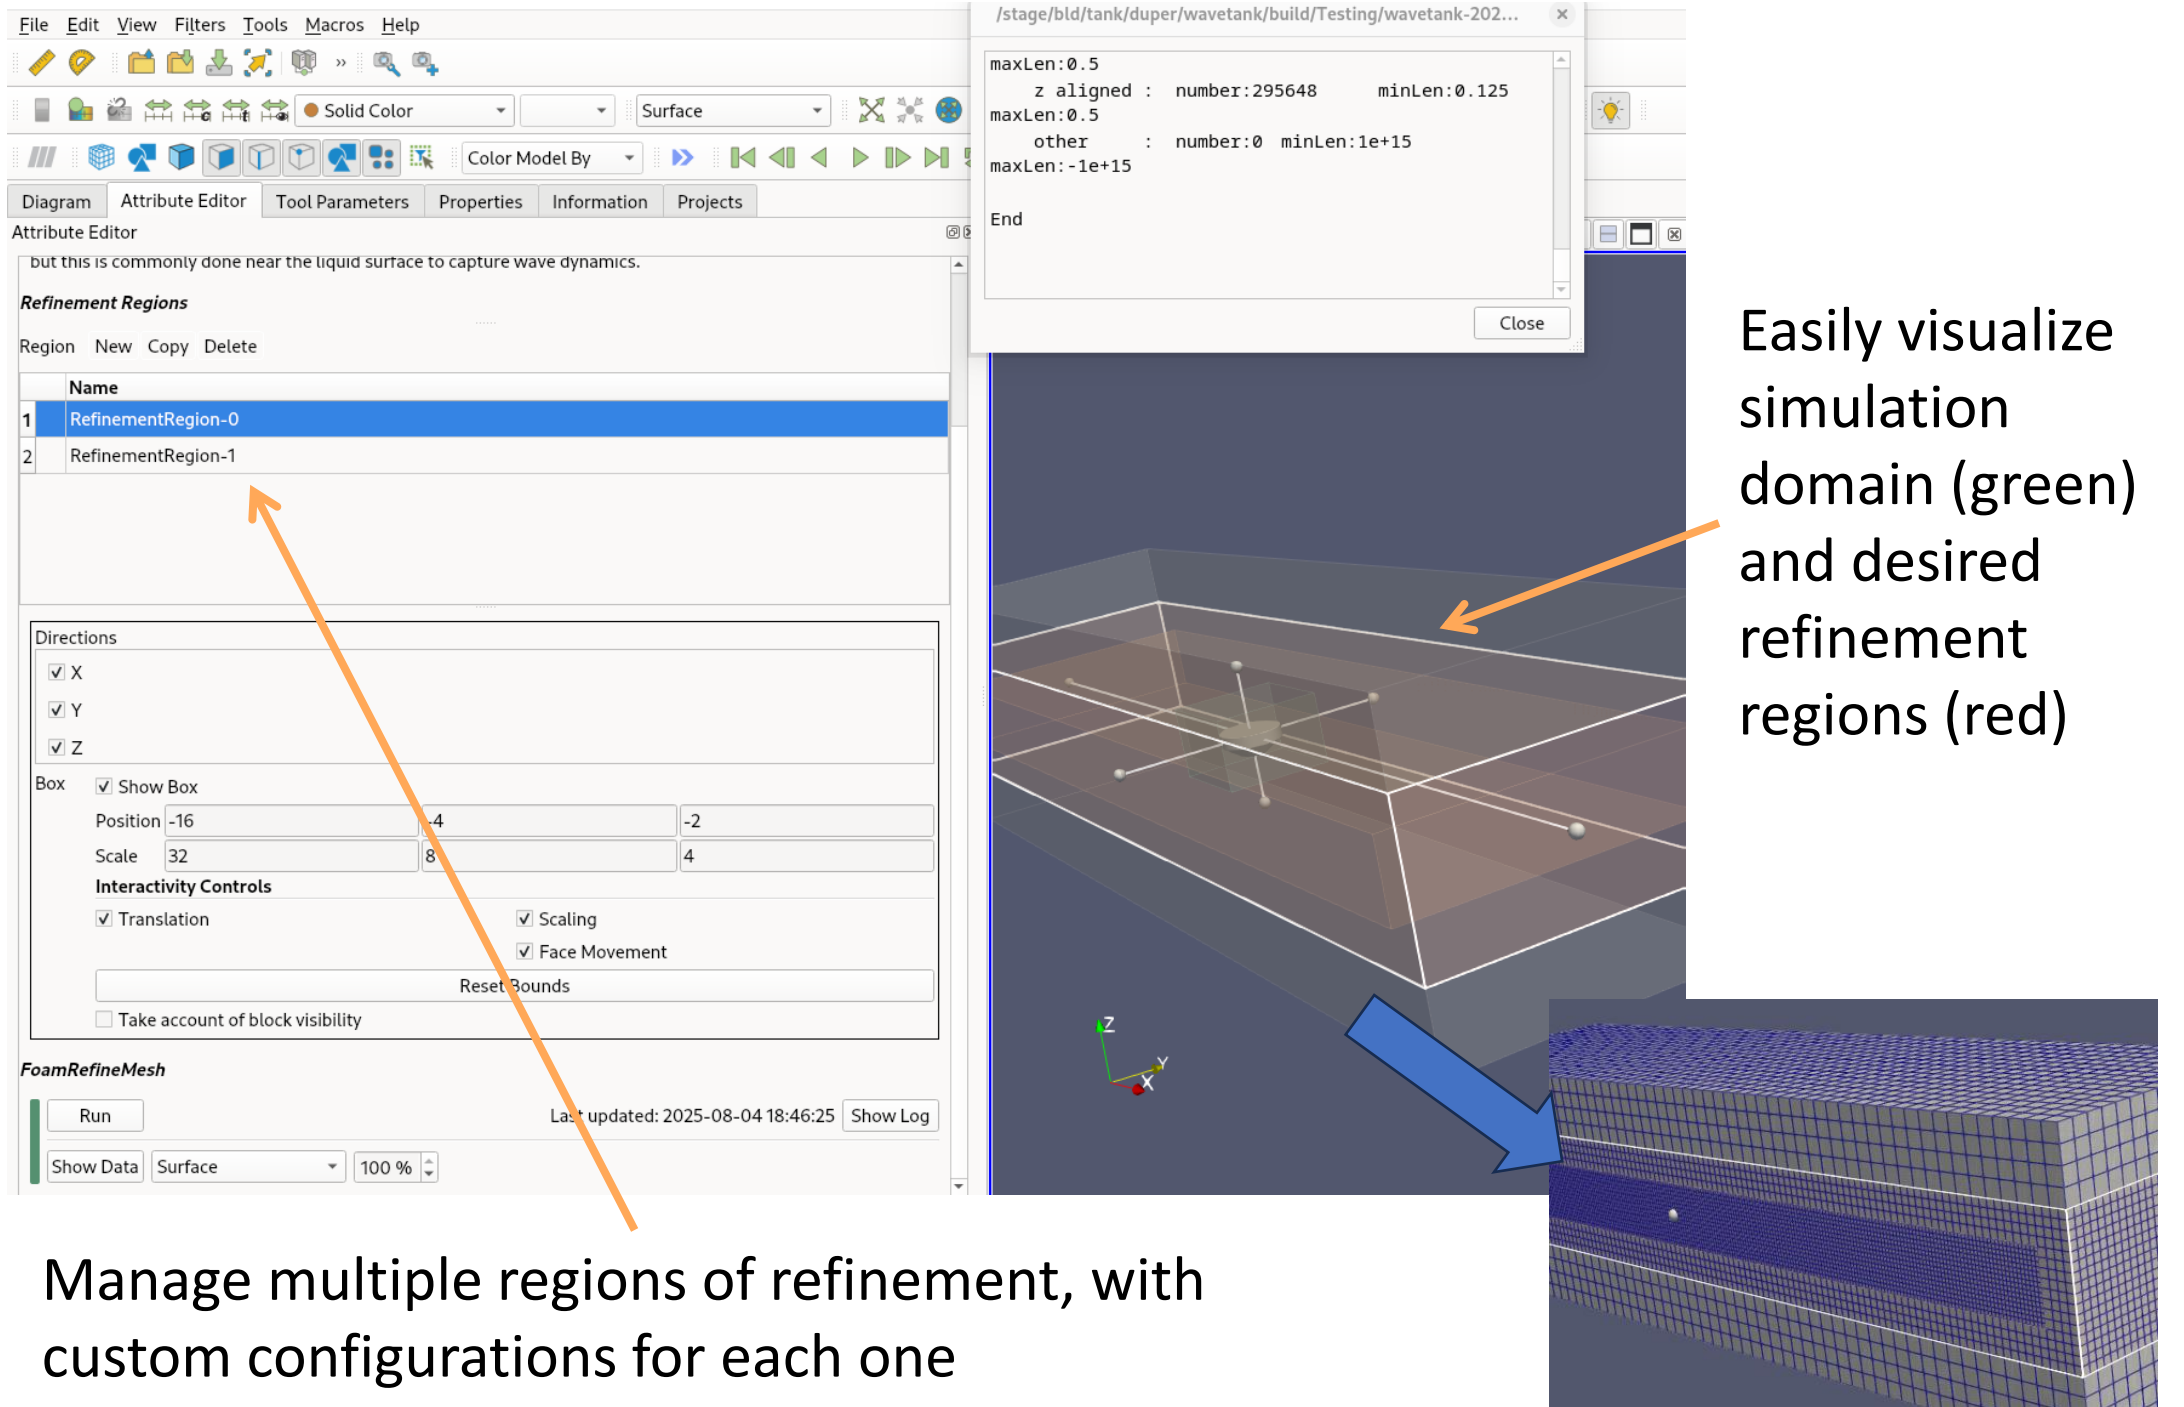 File Edit View Filters Tools Macros Help
Solid Color
Surface
Color Model By
Diagram Attribute Editor Tool Parameters Properties Information Projects
Attribute Editor
but this is commonly done near the liquid surface to capture wave dynamics.
Refinement Regions
Region New Copy Delete
Name
1 RefinementRegion-0
2 RefinementRegion-1
Directions
X
Y
Z
Box Show Box
Position -16 -4 -2
Scale 32 8 4
Interactivity Controls
Translation Scaling
Face Movement
Reset Bounds
Take account of block visibility
FoamRefineMesh
Run Last updated: 2025-08-04 18:46:25 Show Log
Show Data Surface 100 %
/stage/bld/tank/duper/wavetank/build/Testing/wavetank-202...
maxLen:0.5
z aligned : number:295648 minLen:0.125
maxLen:0.5
other : number:0 minLen:1e+15
maxLen:-1e+15
End
Close
Z
Y
X
Easily visualize
simulation
domain (green)
and desired
refinement
regions (red)
Manage multiple regions of refinement, with
custom configurations for each one